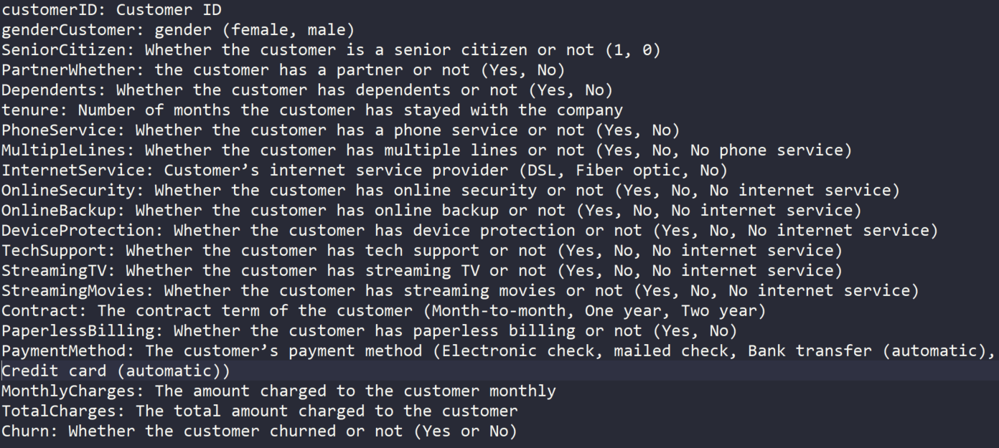 customerID: Customer ID
genderCustomer: gender (female, male)
SeniorCitizen: Whether the customer is a senior citizen or not (1, 0)
PartnerWhether: the customer has a partner or not (Yes, No)
Dependents: Whether the customer has dependents or not (Yes, No)
tenure: Number of months the customer has stayed with the company
PhoneService: Whether the customer has a phone service or not (Yes, No)
MultipleLines: Whether the customer has multiple lines or not (Yes, No, No phone service)
InternetService: Customer’s internet service provider (DSL, Fiber optic, No)
OnlineSecurity: Whether the customer has online security or not (Yes, No, No internet service)
OnlineBackup: Whether the customer has online backup or not (Yes, No, No internet service)
DeviceProtection: Whether the customer has device protection or not (Yes, No, No internet service)
TechSupport: Whether the customer has tech support or not (Yes, No, No internet service)
StreamingTV: Whether the customer has streaming TV or not (Yes, No, No internet service)
StreamingMovies: Whether the customer has streaming movies or not (Yes, No, No internet service)
Contract: The contract term of the customer (Month-to-month, One year, Two year)
PaperlessBilling: Whether the customer has paperless billing or not (Yes, No)
PaymentMethod: The customer’s payment method (Electronic check, mailed check, Bank transfer (automatic),
Credit card (automatic))
MonthlyCharges: The amount charged to the customer monthly
TotalCharges: The total amount charged to the customer
Churn: Whether the customer churned or not (Yes or No)